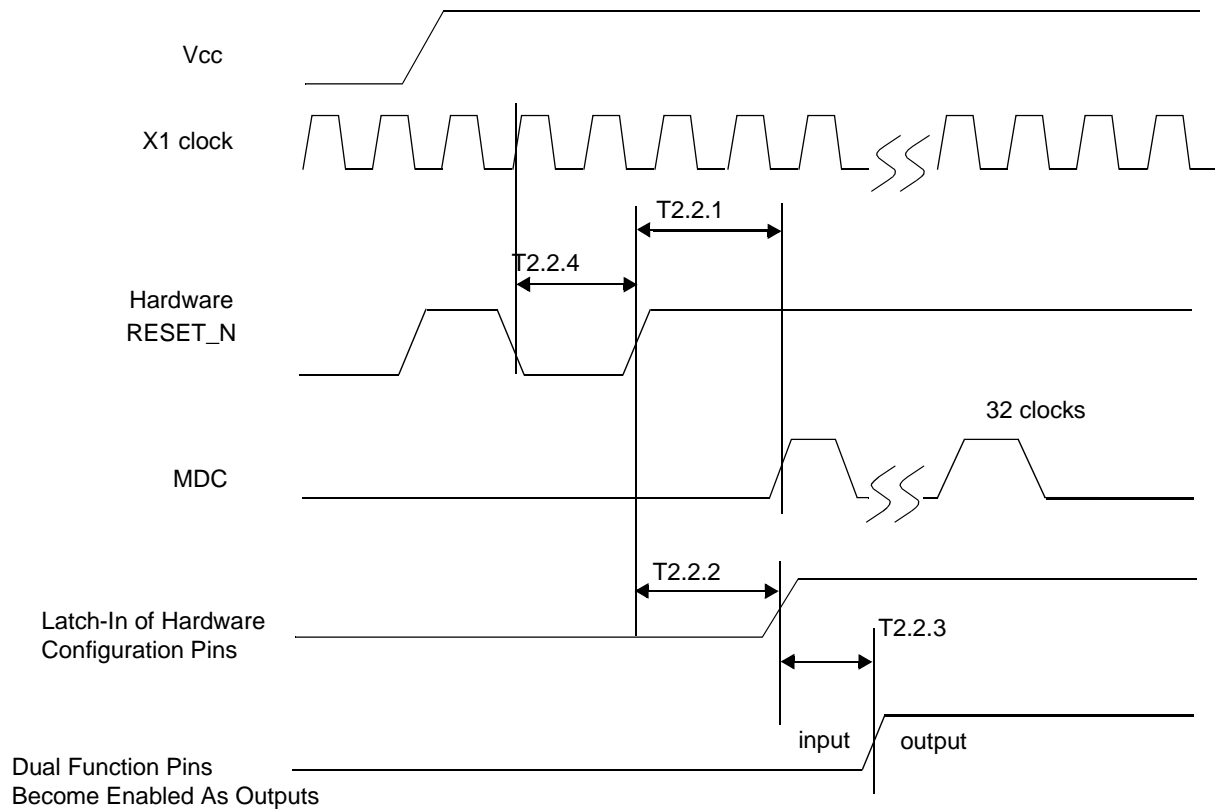 Vcc
X1 clock
T2.2.1
T2.2.4
Hardware
RESET_N
32 clocks
MDC
T2.2.2
Latch-In of Hardware
Configuration Pins
T2.2.3
input
output
Dual Function Pins
Become Enabled As Outputs